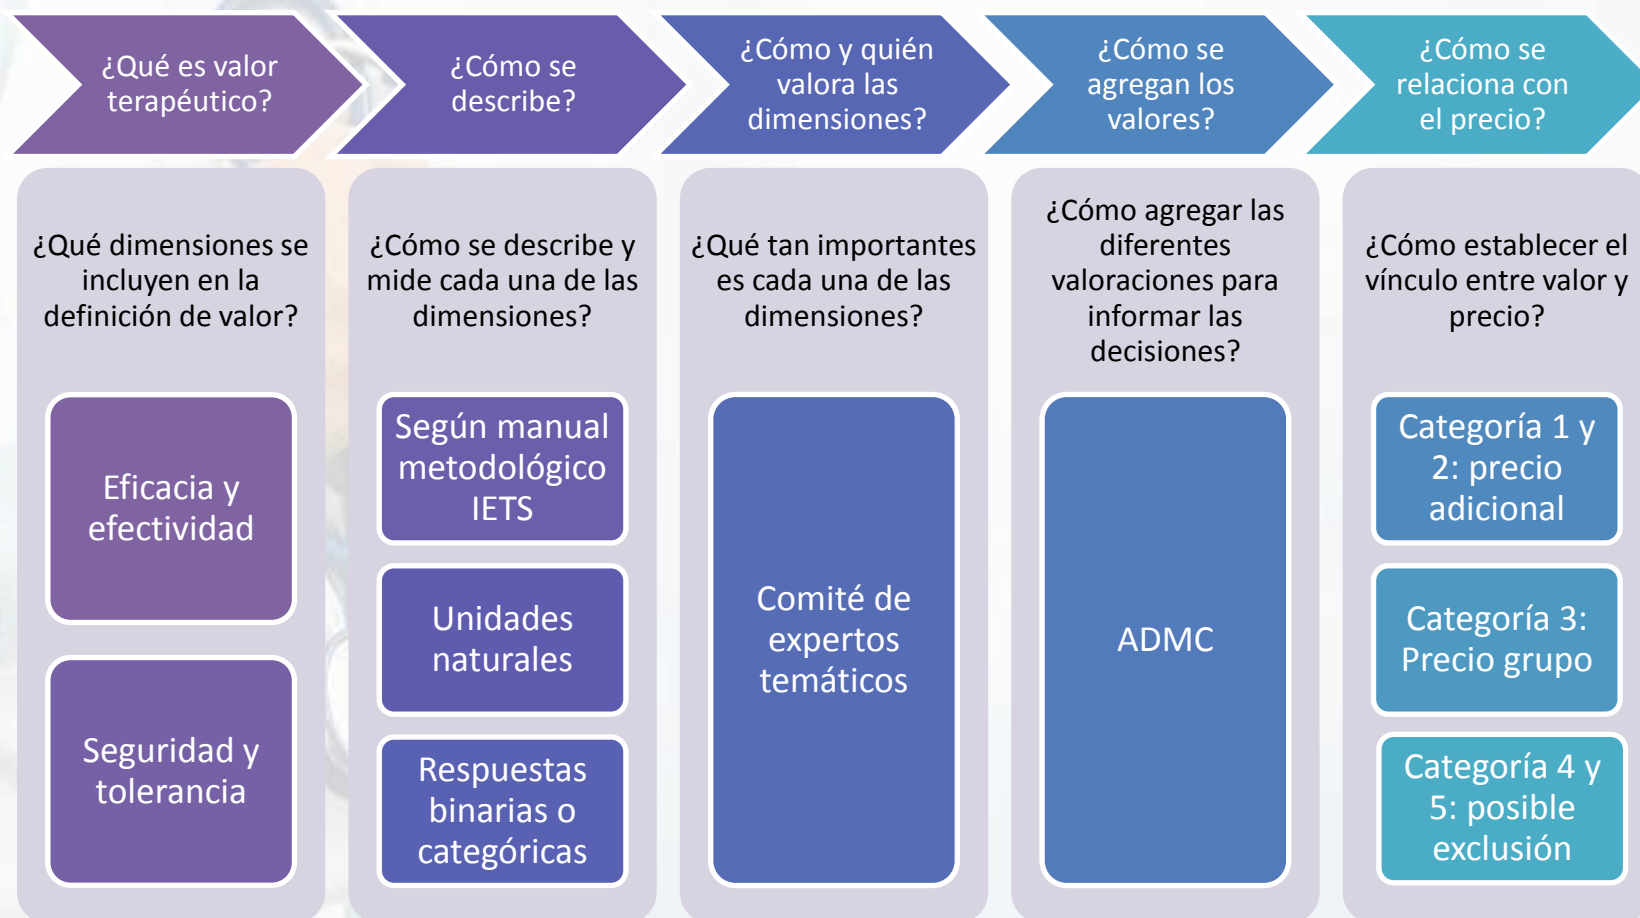 ¿Qué es valor
terapéutico?
¿Cómo se
describe?
¿Cómo y quién
valora las
dimensiones?
¿Cómo se
agregan los
valores?
¿Cómo se
relaciona con
el precio?
¿Qué dimensiones se
incluyen en la
definición de valor?
Eficacia y
efectividad
Seguridad y
tolerancia
¿Cómo se describe y
mide cada una de las
dimensiones?
Según manual
metodológico
IETS
Unidades
naturales
Respuestas
binarias o
categóricas
¿Qué tan importantes
es cada una de las
dimensiones?
Comité de
expertos
temáticos
¿Cómo agregar las
diferentes
valoraciones para
informar las
decisiones?
ADMC
¿Cómo establecer el
vínculo entre valor y
precio?
Categoría 1 y
2: precio
adicional
Categoría 3:
Precio grupo
Categoría 4 y
5: posible
exclusión